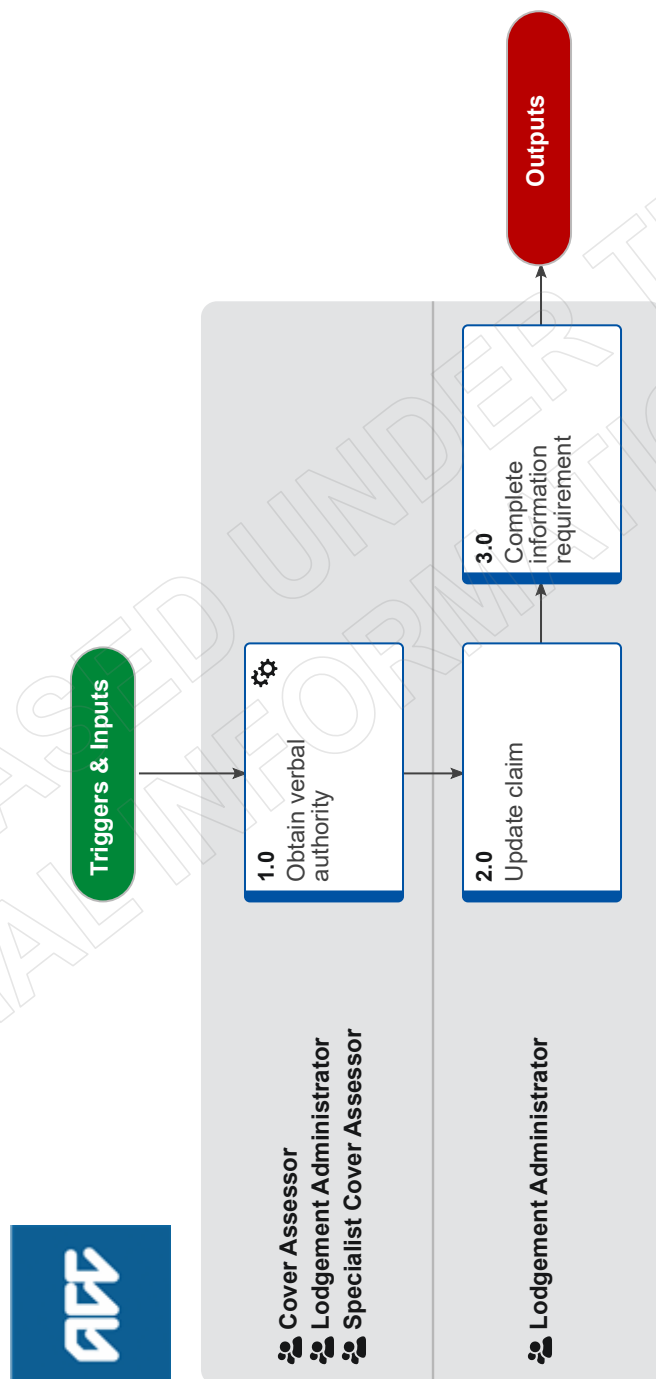 ACC
Triggers & Inputs
Cover Assessor
Lodgement Administrator
Specialist Cover Assessor
1.0
Obtain verbal
authority
Lodgement Administrator
2.0
Update claim
3.0
Complete
information
requirement
Outputs